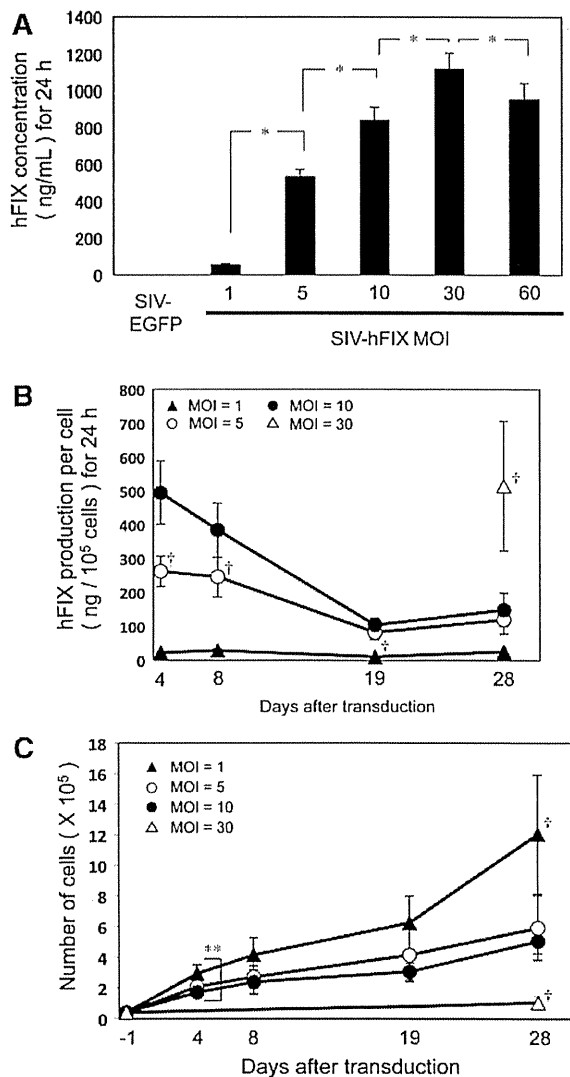 A
hFIX concentration
( ng/mL ) for 24 h
1400
1200
1000
800
600
400
200
0
*
*
*
*
SIV-
EGFP
1 5 10 30 60
SIV-hFIX MOI
B
hFIX production per cell
( ng / 10⁵ cells ) for 24 h
800
700
600
500
400
300
200
100
0
▲ MOI = 1 ● MOI = 10
○ MOI = 5 △ MOI = 30
†
†
†
‡
4 8 19 28
Days after transduction
C
Number of cells ( X 10⁵ )
18
16
14
12
10
8
6
4
2
0
▲ MOI = 1
○ MOI = 5
● MOI = 10
△ MOI = 30
**
‡
‡
-1 4 8 19 28
Days after transduction